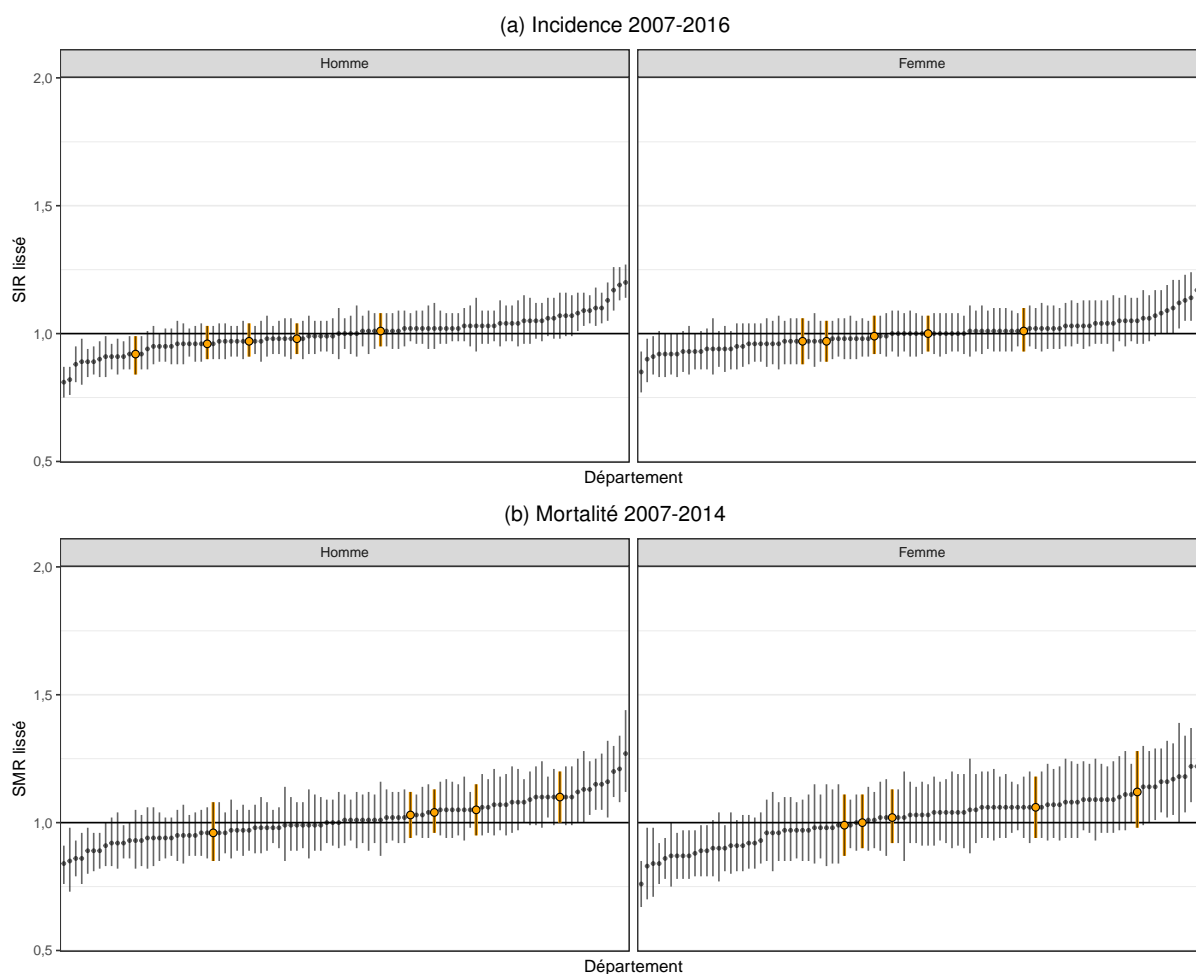 (a) Incidence 2007-2016
Homme
Femme
2,0
1,5
1,0
0,5
SIR lissé
Département
(b) Mortalité 2007-2014
Homme
Femme
2,0
1,5
1,0
0,5
SMR lissé
Département